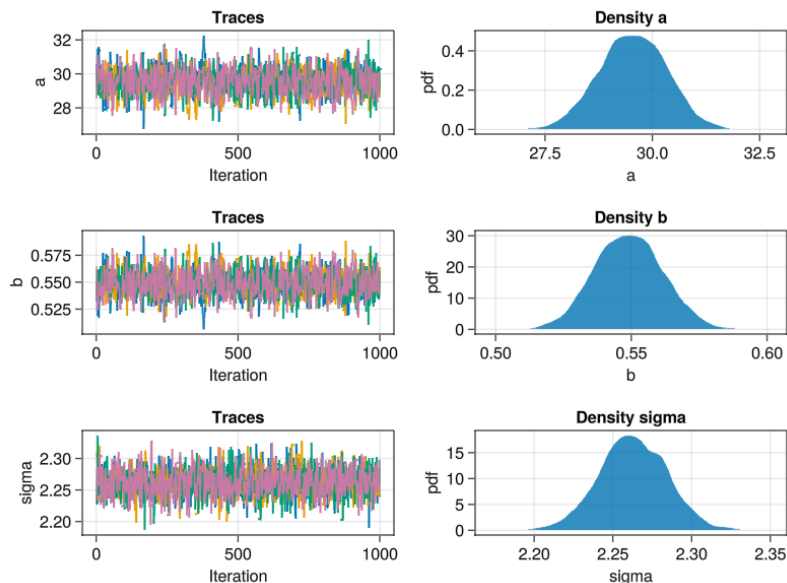 Traces
32
30
28
a
0
500
1000
Iteration
Density a
0.4
0.2
0.0
pdf
27.5
30.0
32.5
a
Traces
0.575
0.550
0.525
b
0
500
1000
Iteration
Density b
30
20
10
0
pdf
0.50
0.55
0.60
b
Traces
2.30
2.25
2.20
sigma
0
500
1000
Iteration
Density sigma
15
10
5
0
pdf
2.20
2.25
2.30
2.35
sigma